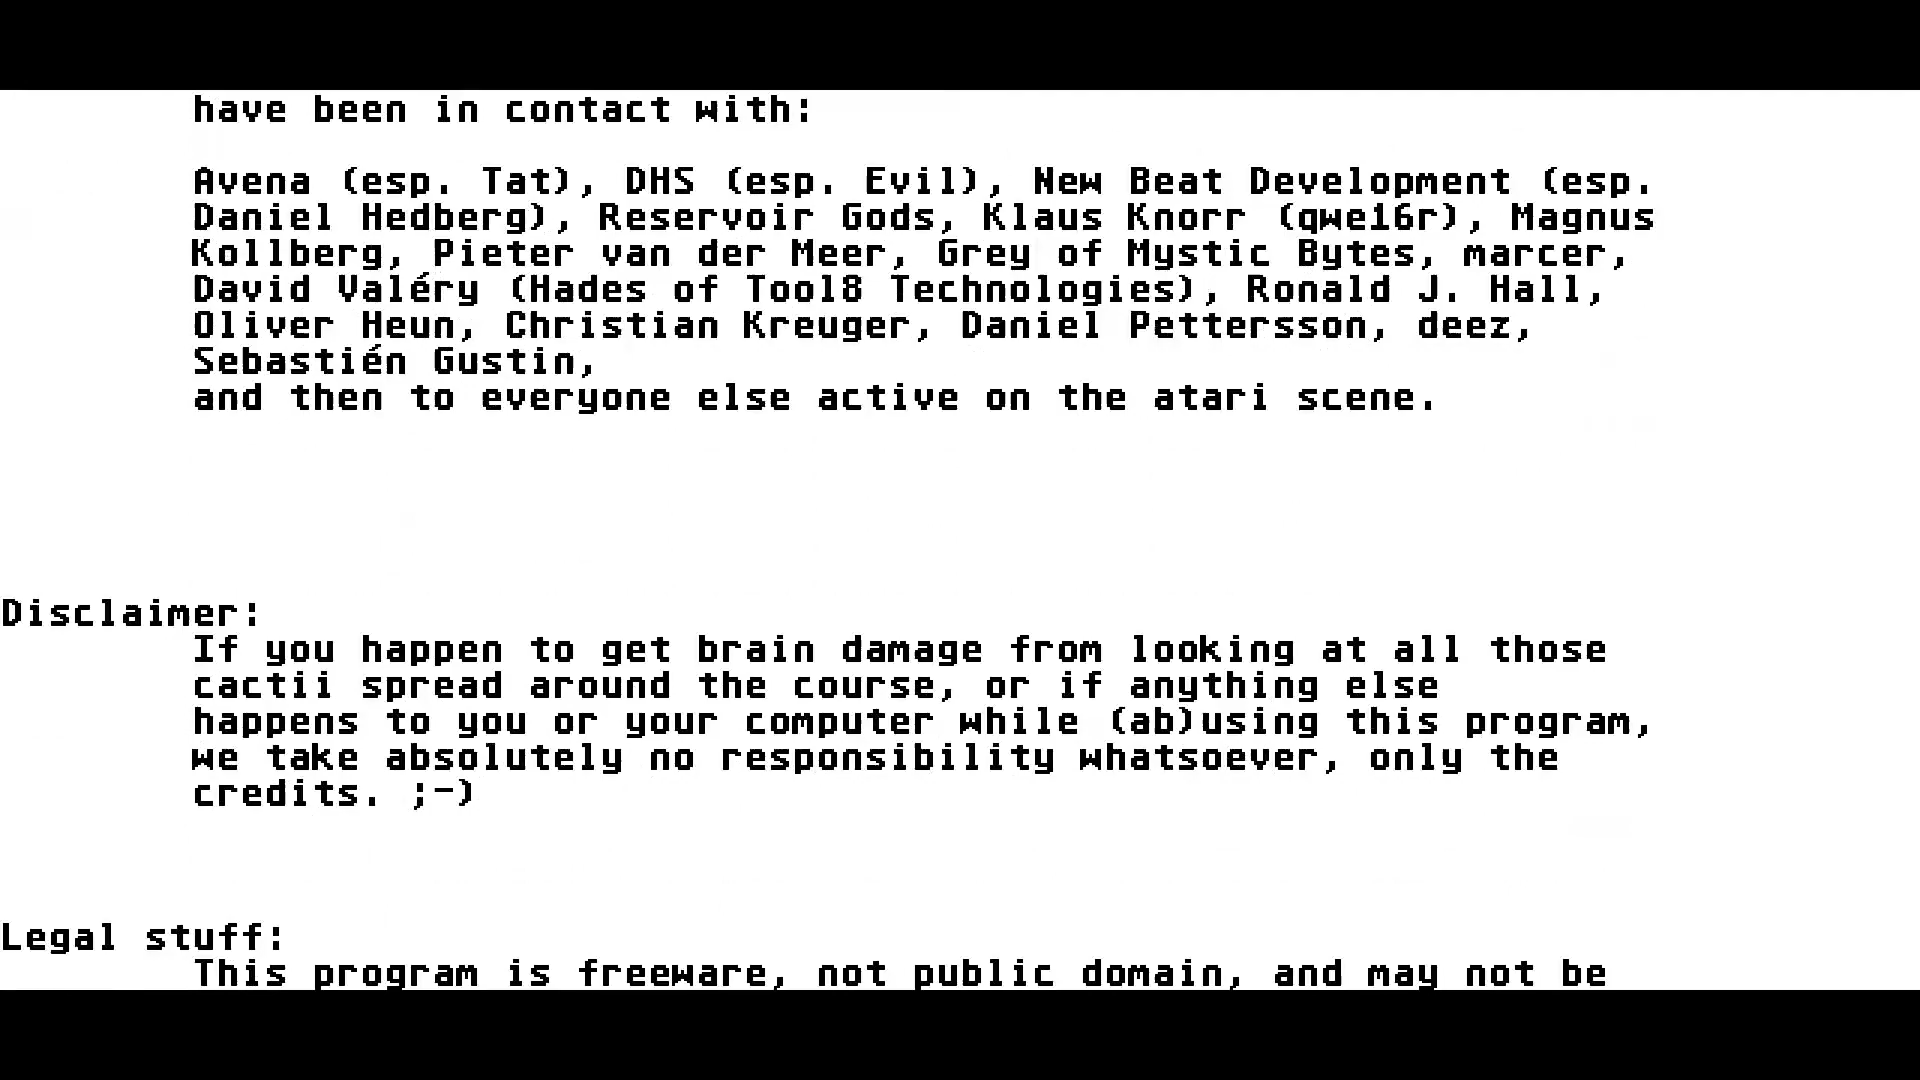 have been in contact with:
Avena (esp. Tat), DHS (esp. Evil), New Beat Development (esp.
Daniel Hedberg), Reservoir Gods, Klaus Knorr (qwe16r), Magnus
Kollberg, Pieter van der Meer, Grey of Mystic Bytes, marcer,
David Valéry (Hades of Tool8 Technologies), Ronald J. Hall,
Oliver Heun, Christian Kreuger, Daniel Pettersson, deez,
Sebastién Gustin,
and then to everyone else active on the atari scene.
Disclaimer:
If you happen to get brain damage from looking at all those
cactii spread around the course, or if anything else
happens to you or your computer while (ab)using this program,
we take absolutely no responsibility whatsoever, only the
credits. ;-)
Legal stuff:
This program is freeware, not public domain, and may not be